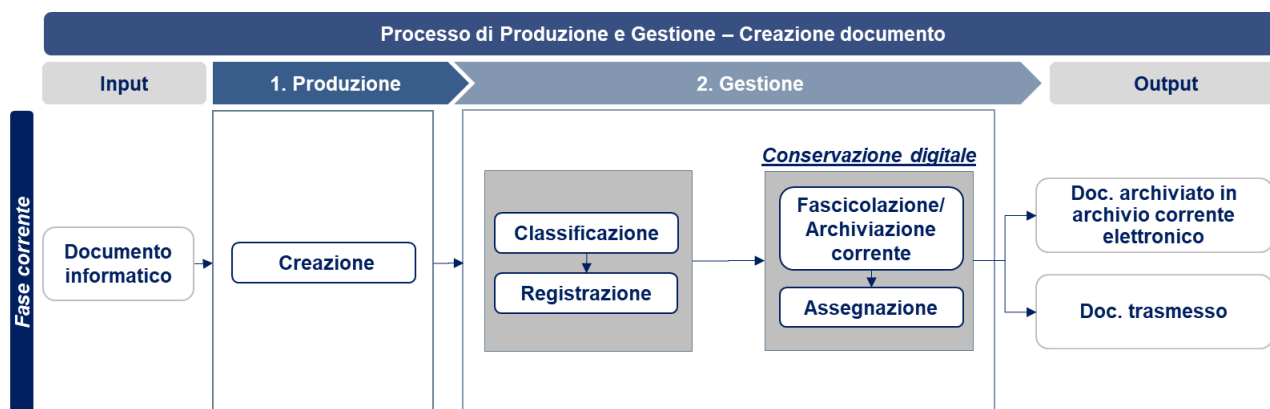 Processo di Produzione e Gestione – Creazione documento
Input
1. Produzione
2. Gestione
Output
Fase corrente
Documento
informatico
Creazione
Classificazione
Registrazione
Conservazione digitale
Fascicolazione/
Archiviazione
corrente
Assegnazione
Doc. archiviato in
archivio corrente
elettronico
Doc. trasmesso